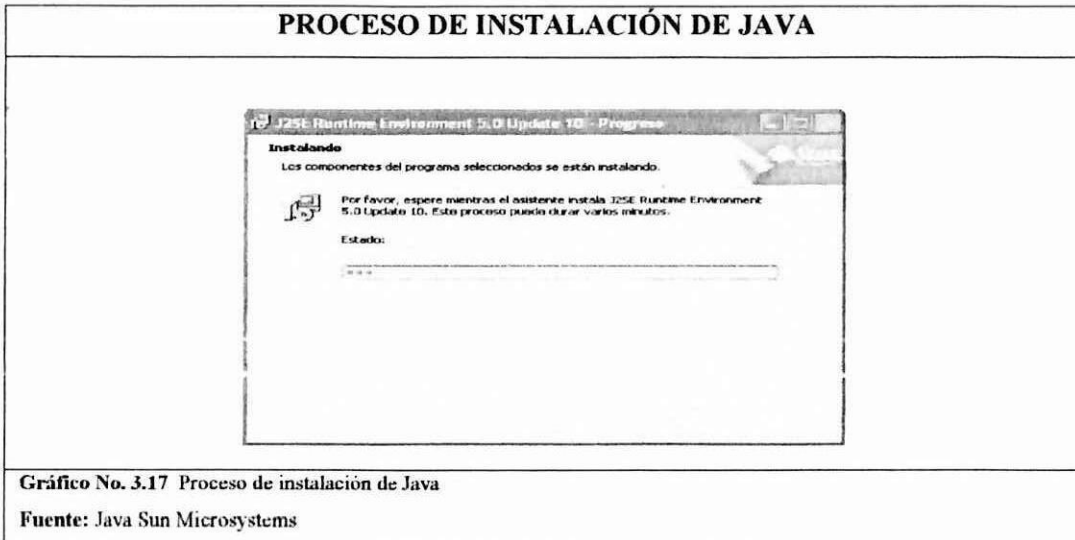 PROCESO DE INSTALACIÓN DE JAVA
J2SE Runtime Environment 5.0 Update 10 - Progreso
Instalando
Los componentes del programa seleccionados se están instalando.
Por favor, espere mientras el asistente instala J2SE Runtime Environment
5.0 Update 10. Este proceso puede durar varios minutos.
Estado:
Gráfico No. 3.17 Proceso de instalación de Java
Fuente: Java Sun Microsystems